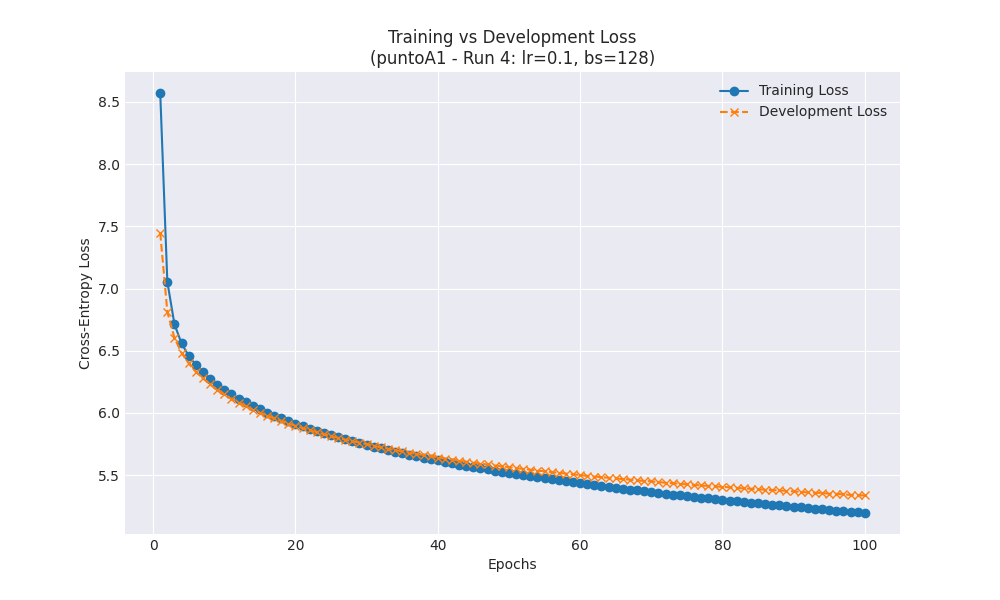 Training vs Development Loss
(puntoA1 - Run 4: lr=0.1, bs=128)
Training Loss
Development Loss
Cross-Entropy Loss
8.5
8.0
7.5
7.0
6.5
6.0
5.5
0 20 40 60 80 100
Epochs